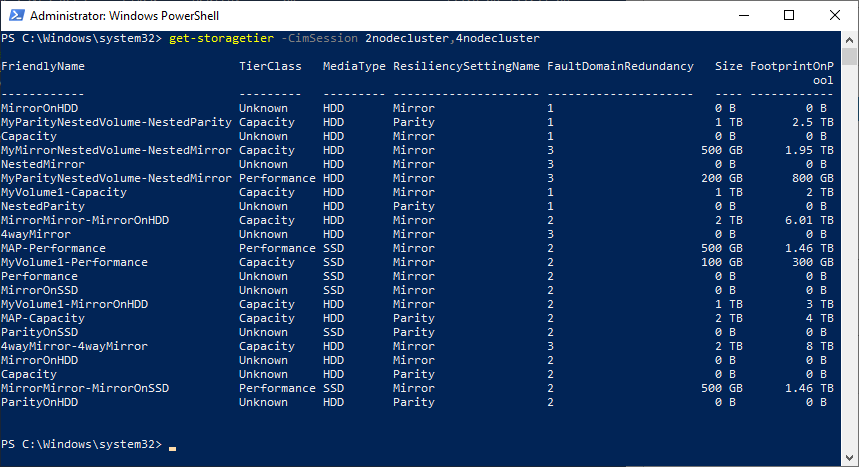 Administrator: Windows PowerShell
PS C:\Windows\system32> get-storagetier -CimSession 2nodecluster,4nodecluster
FriendlyName TierClass MediaType ResiliencySettingName FaultDomainRedundancy Size FootprintOnP
ool
------------ --------- --------- --------------------- --------------------- ---- ------------
MirrorOnHDD Unknown HDD Mirror 1 0 B 0 B
MyParityNestedVolume-NestedParity Capacity HDD Parity 1 1 TB 2.5 TB
Capacity Unknown HDD Mirror 1 0 B 0 B
MyMirrorNestedVolume-NestedMirror Capacity HDD Mirror 3 500 GB 1.95 TB
NestedMirror Unknown HDD Mirror 3 0 B 0 B
MyParityNestedVolume-NestedMirror Performance HDD Mirror 3 200 GB 800 GB
MyVolume1-Capacity Capacity HDD Mirror 1 1 TB 2 TB
NestedParity Unknown HDD Parity 1 0 B 0 B
MirrorMirror-MirrorOnHDD Capacity HDD Mirror 2 2 TB 6.01 TB
4wayMirror Unknown HDD Mirror 3 0 B 0 B
MAP-Performance Performance SSD Mirror 2 500 GB 1.46 TB
MyVolume1-Performance Capacity SSD Mirror 2 100 GB 300 GB
Performance Unknown SSD Mirror 2 0 B 0 B
MirrorOnSSD Unknown SSD Mirror 2 0 B 0 B
MyVolume1-MirrorOnHDD Capacity HDD Mirror 2 1 TB 3 TB
MAP-Capacity Capacity HDD Parity 2 2 TB 4 TB
ParityOnSSD Unknown SSD Parity 2 0 B 0 B
4wayMirror-4wayMirror Capacity HDD Mirror 3 2 TB 8 TB
MirrorOnHDD Unknown HDD Mirror 2 0 B 0 B
Capacity Unknown HDD Parity 2 0 B 0 B
MirrorMirror-MirrorOnSSD Performance SSD Mirror 2 500 GB 1.46 TB
ParityOnHDD Unknown HDD Parity 2 0 B 0 B
PS C:\Windows\system32>